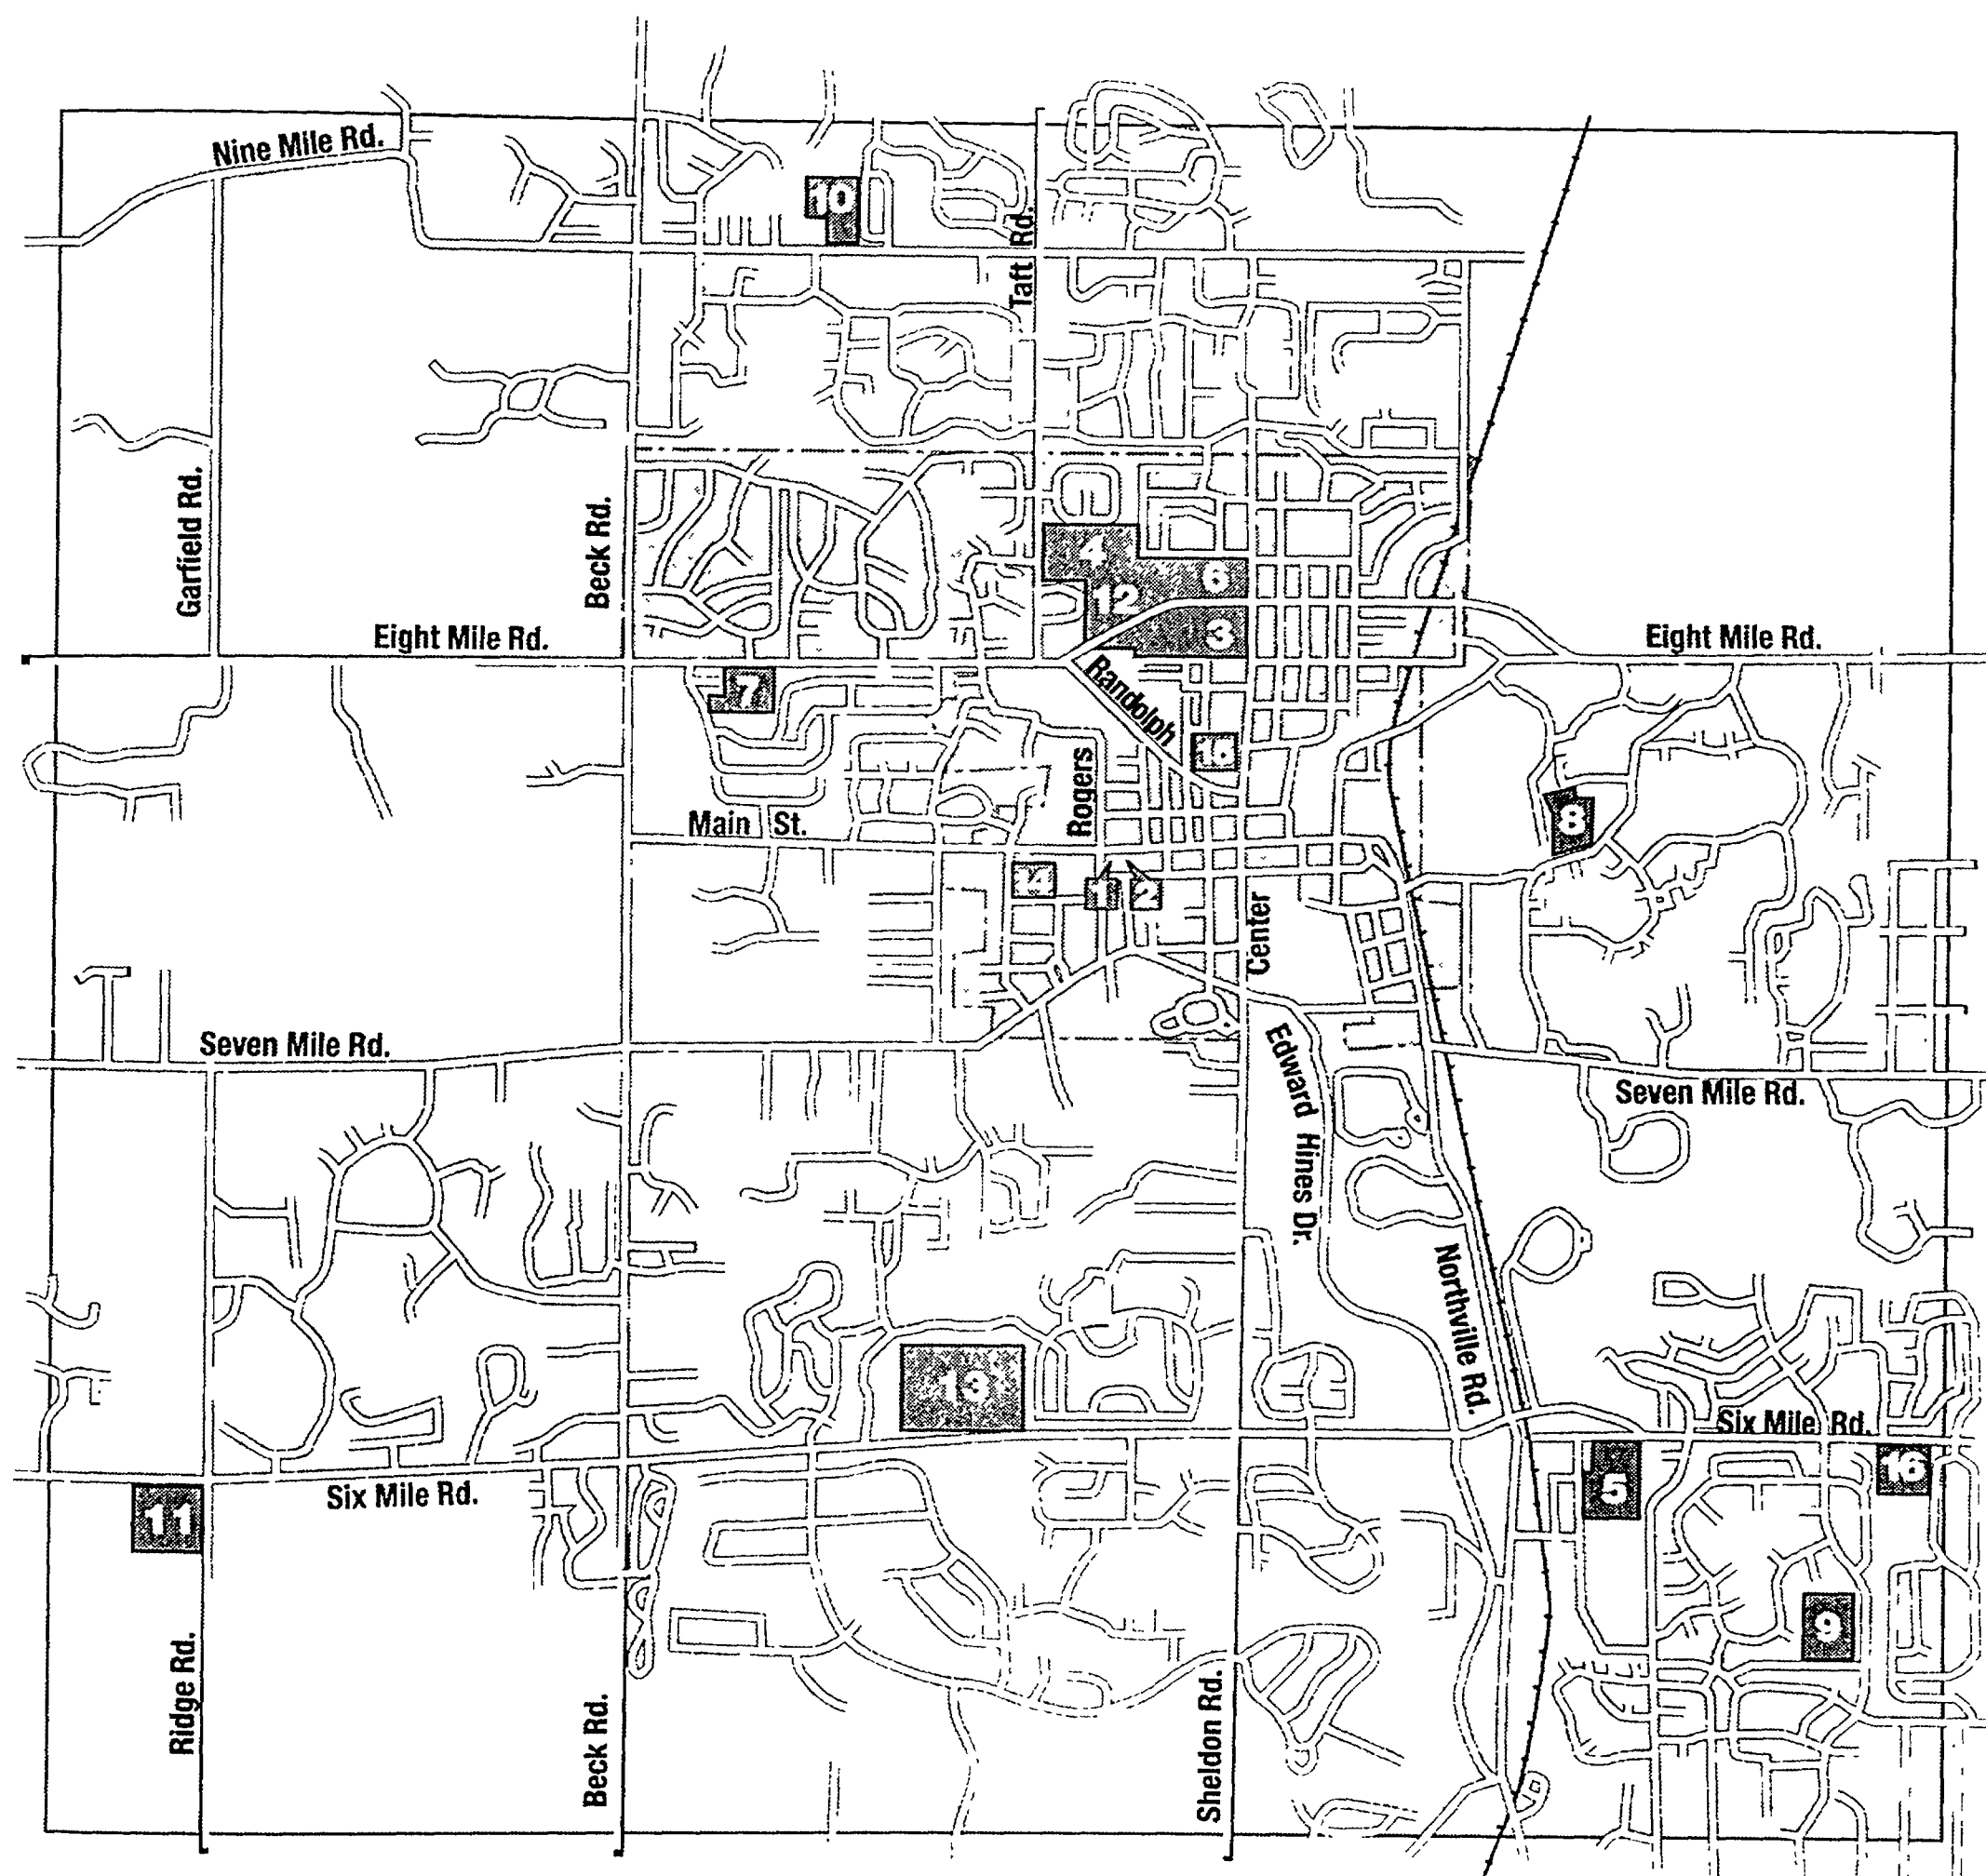 Nine Mile Rd.
10
Taft Rd.
Garfield Rd.
Beck Rd.
4
6
12
3
Eight Mile Rd.
Eight Mile Rd.
7
Randolph
Rogers
Main St.
8
14
1
2
Center
Seven Mile Rd.
Seven Mile Rd.
Edward Hines Dr.
Northville Rd.
13
Six Mile Rd.
Six Mile Rd.
16
5
11
9
Ridge Rd.
Beck Rd.
Sheldon Rd.